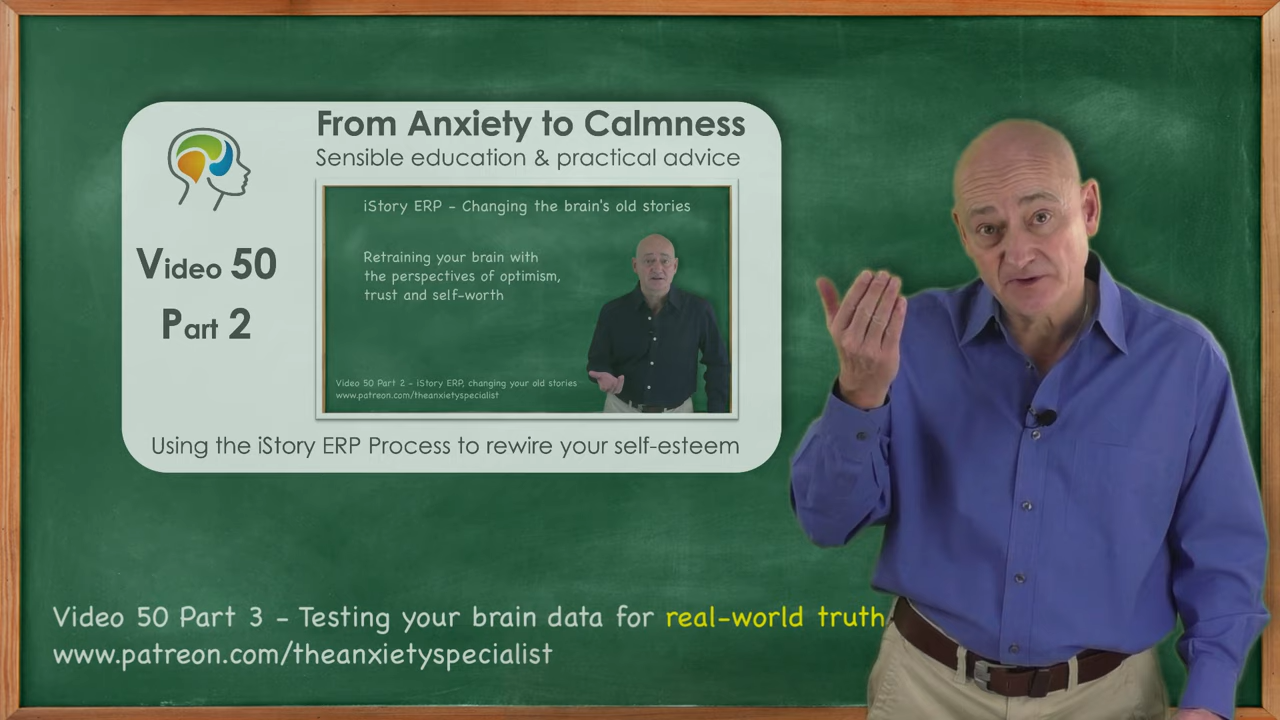 From Anxiety to Calmness
Sensible education & practical advice
Video 50
Part 2
iStory ERP – Changing the brain's old stories
Retraining your brain with
the perspectives of optimism,
trust and self-worth
Video 50 Part 2 – iStory ERP, changing your old stories
www.patreon.com/theanxietyspecialist
Using the iStory ERP Process to rewire your self-esteem
Video 50 Part 3 – Testing your brain data for real-world truth
www.patreon.com/theanxietyspecialist